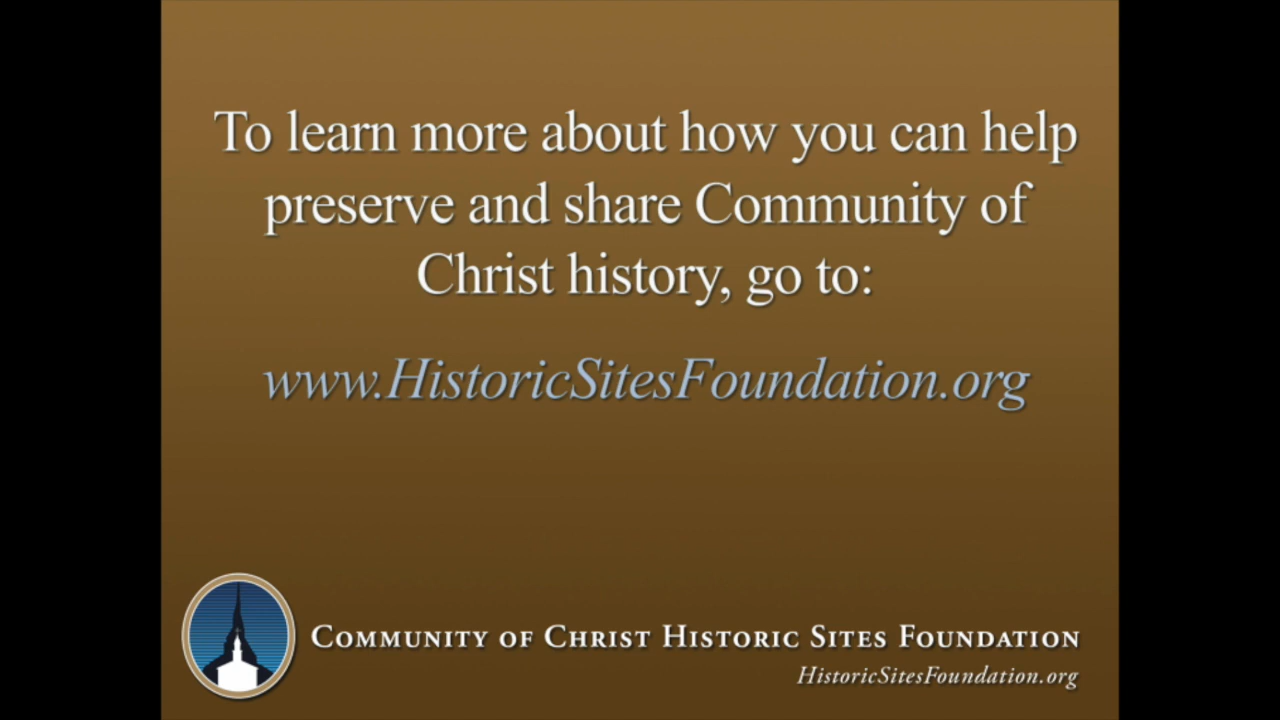 To learn more about how you can help
preserve and share Community of
Christ history, go to:
www.HistoricSitesFoundation.org
Community of Christ Historic Sites Foundation
HistoricSitesFoundation.org